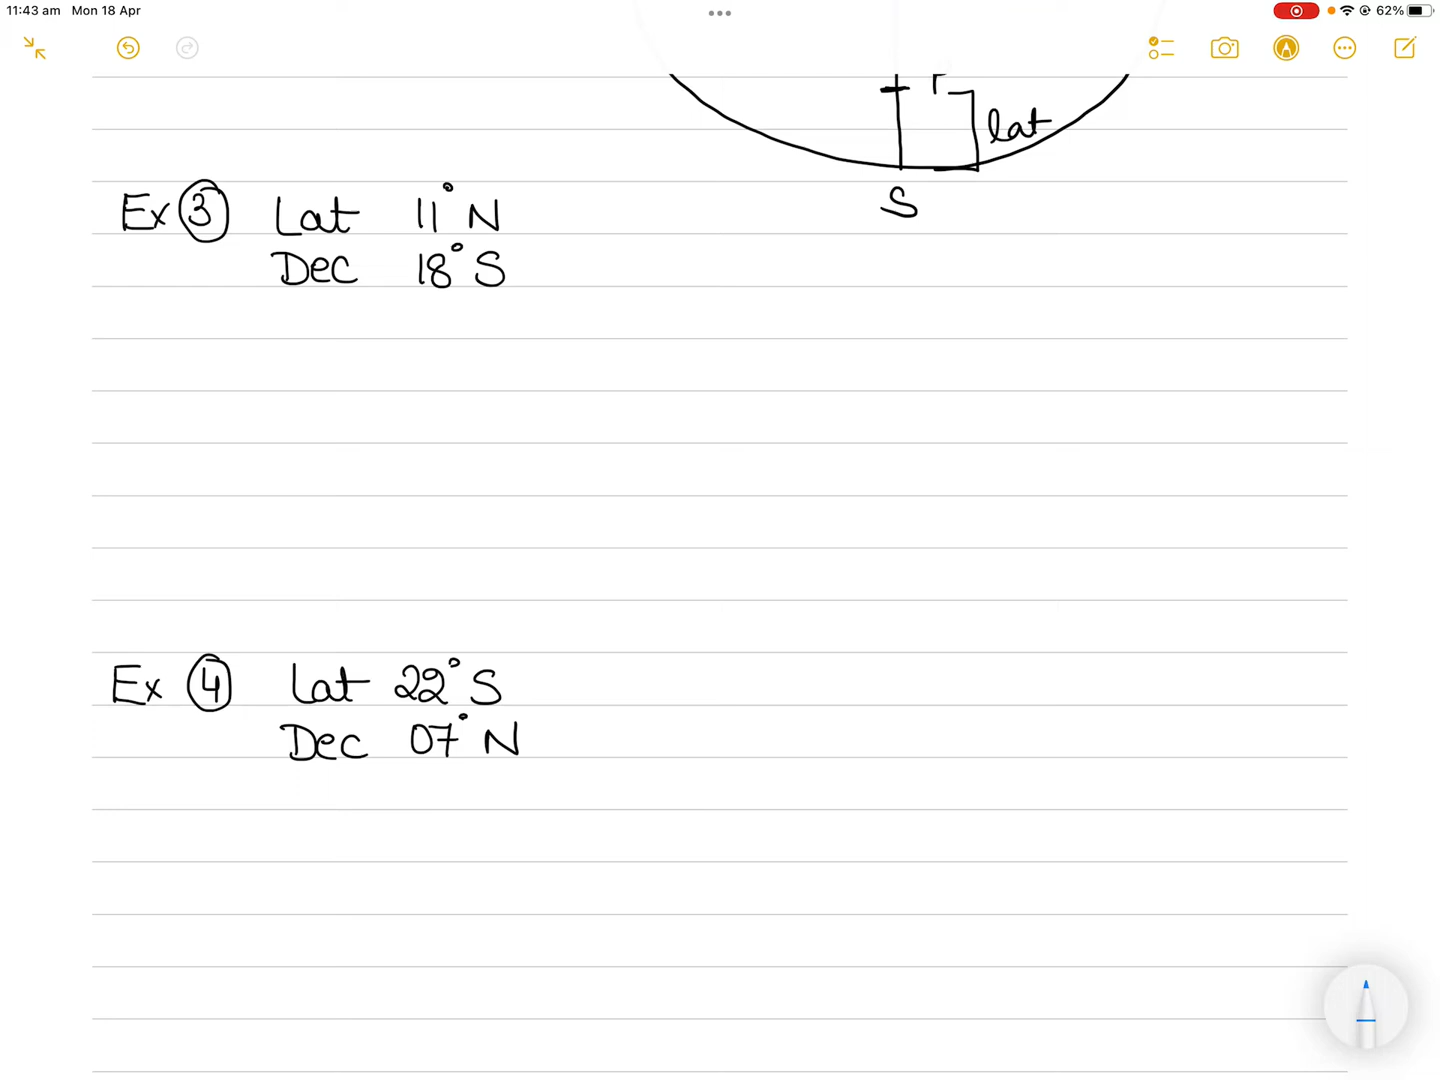 11:43 am Mon 18 Apr
62%
lat
S
Ex 3 Lat 11° N
Dec 18° S
Ex 4 Lat 22° S
Dec 07° N